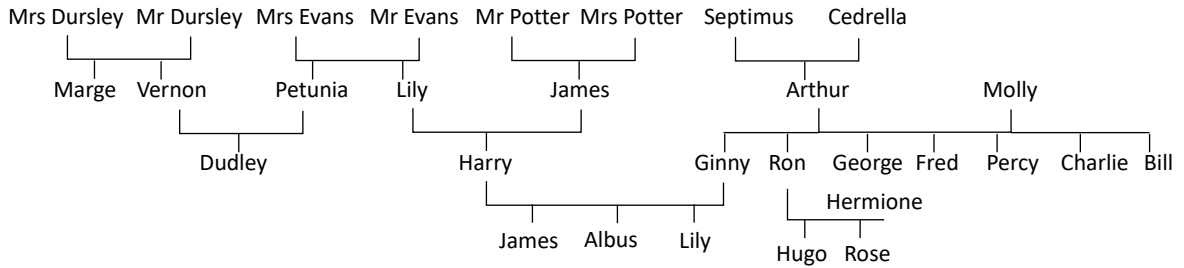 Mrs Dursley Mr Dursley Mrs Evans Mr Evans Mr Potter Mrs Potter Septimus Cedrella
Marge Vernon Petunia Lily James Arthur Molly
Dudley Harry Ginny Ron George Fred Percy Charlie Bill
Hermione
James Albus Lily
Hugo Rose